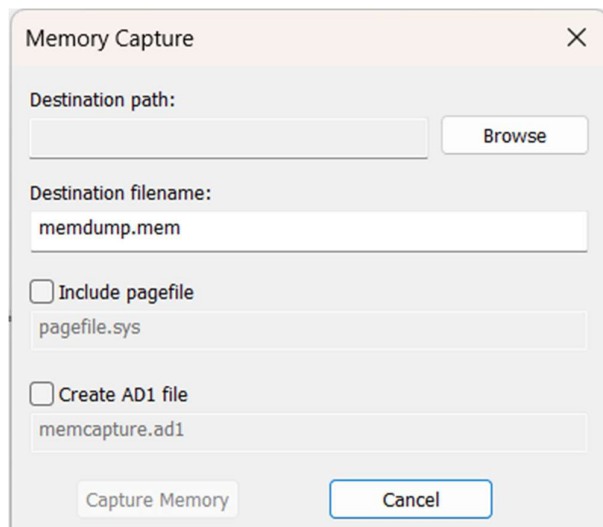 Memory Capture
Destination path:
Browse
Destination filename:
memdump.mem
Include pagefile
pagefile.sys
Create AD1 file
memcapture.ad1
Capture Memory Cancel